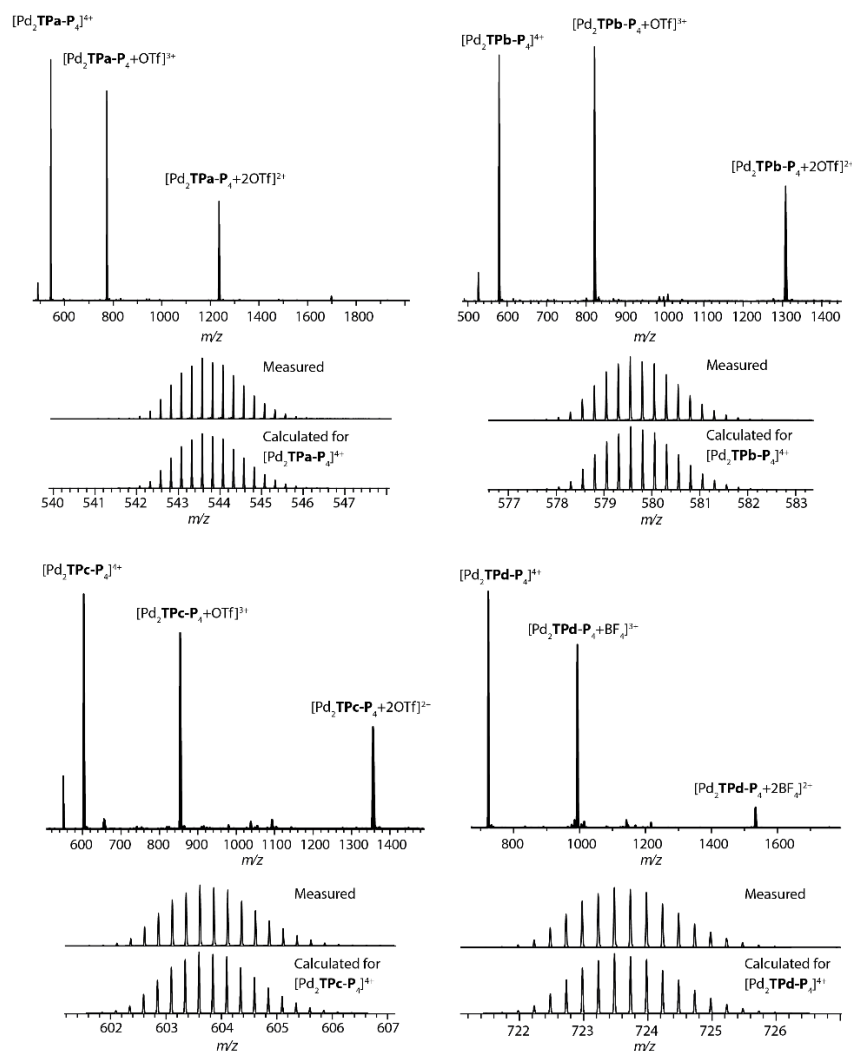 [Pd₂TPa-P₄]⁴⁺
[Pd₂TPa-P₄+OTf]³⁺
[Pd₂TPa-P₄+2OTf]²⁺
600 800 1000 1200 1400 1600 1800
m/z
Measured
Calculated for
[Pd₂TPa-P₄]⁴⁺
540 541 542 543 544 545 546 547
m/z
[Pd₂TPb-P₄]⁴⁺
[Pd₂TPb-P₄+OTf]³⁺
[Pd₂TPb-P₄+2OTf]²⁺
500 600 700 800 900 1000 1100 1200 1300 1400
m/z
Measured
Calculated for
[Pd₂TPb-P₄]⁴⁺
577 578 579 580 581 582 583
m/z
[Pd₂TPc-P₄]⁴⁺
[Pd₂TPc-P₄+OTf]³⁺
[Pd₂TPc-P₄+2OTf]²⁻
600 700 800 900 1000 1100 1200 1300 1400
m/z
Measured
Calculated for
[Pd₂TPc-P₄]⁴⁺
602 603 604 605 606 607
m/z
[Pd₂TPd-P₄]⁴⁺
[Pd₂TPd-P₄+BF₄]³⁻
[Pd₂TPd-P₄+2BF₄]²⁻
800 1000 1200 1400 1600
m/z
Measured
Calculated for
[Pd₂TPd-P₄]⁴⁺
722 723 724 725 726
m/z